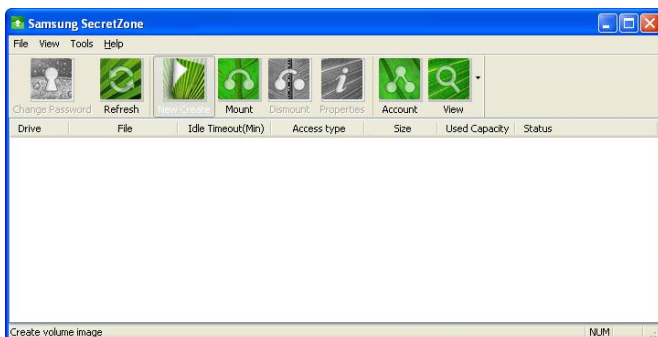 Samsung SecretZone
File View Tools Help
Change Password Refresh New Create Mount Dismount Properties Account View
Drive File Idle Timeout(Min) Access type Size Used Capacity Status
Create volume image NUM